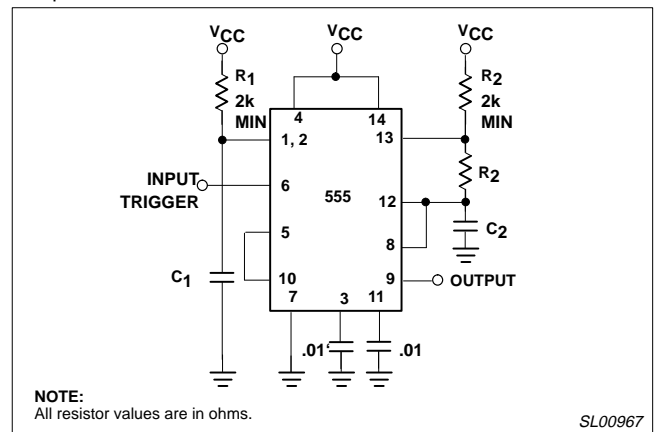 VCC VCC VCC
R1 R2
2k 2k
MIN MIN
4 14
1, 2 13
INPUT
TRIGGER
6 555 12 R2
5 8 C2
C1 10 9 OUTPUT
7 3 11
.01‘ .01
NOTE:
All resistor values are in ohms.
SL00967